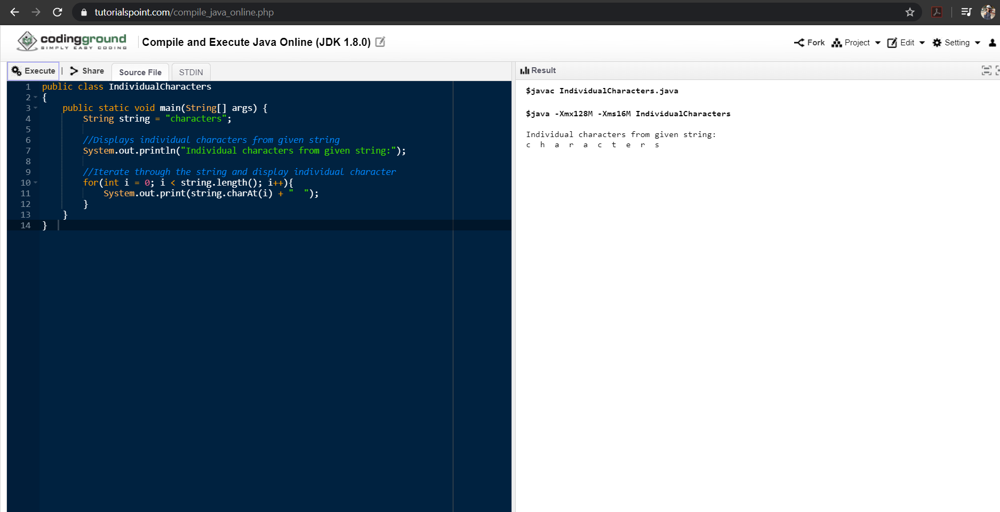 tutorialspoint.com/compile_java_online.php
codingground
SIMPLY EASY CODING
Compile and Execute Java Online (JDK 1.8.0)
Fork Project Edit Setting
Execute | Share Source File STDIN
Result
1 public class IndividualCharacters
2 {
3     public static void main(String[] args) {
4         String string = "characters";
5
6         //Displays individual characters from given string
7         System.out.println("Individual characters from given string:");
8
9         //Iterate through the string and display individual character
10         for(int i = 0; i < string.length(); i++){
11             System.out.print(string.charAt(i) + "  ");
12         }
13     }
14 }
$javac IndividualCharacters.java
$java -Xmx128M -Xms16M IndividualCharacters
Individual characters from given string:
c  h  a  r  a  c  t  e  r  s